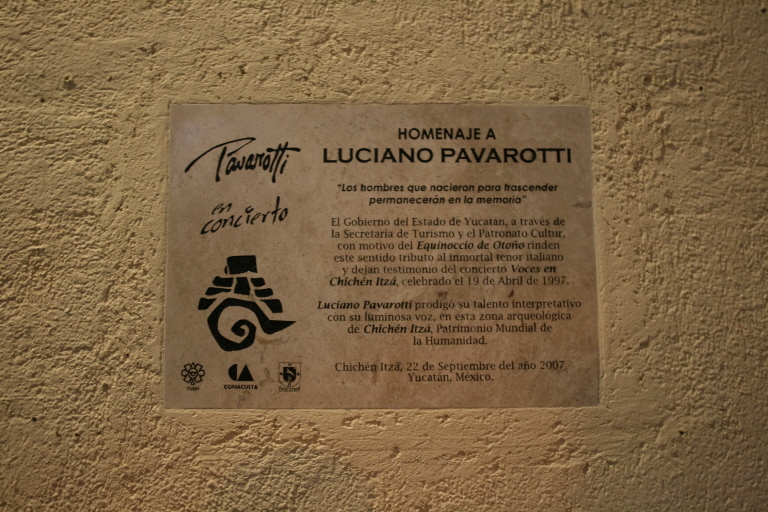 Pavarotti
en
concierto
CONACULTA
HOMENAJE A
LUCIANO PAVAROTTI
"Los hombres que nacieron para trascender
permanecerán en la memoria"
El Gobierno del Estado de Yucatán, a través de
la Secretaría de Turismo y el Patronato Cultur,
con motivo del Equinoccio de Otoño rinden
este sentido tributo al inmortal tenor italiano
y dejan testimonio del concierto Voces en
Chichén Itzá, celebrado el 19 de Abril de 1997.
Luciano Pavarotti prodigó su talento interpretativo
con su luminosa voz, en ésta zona arqueológica
de Chichén Itzá, Patrimonio Mundial de
la Humanidad.
Chichén Itzá, 22 de Septiembre del año 2007
Yucatán, México.